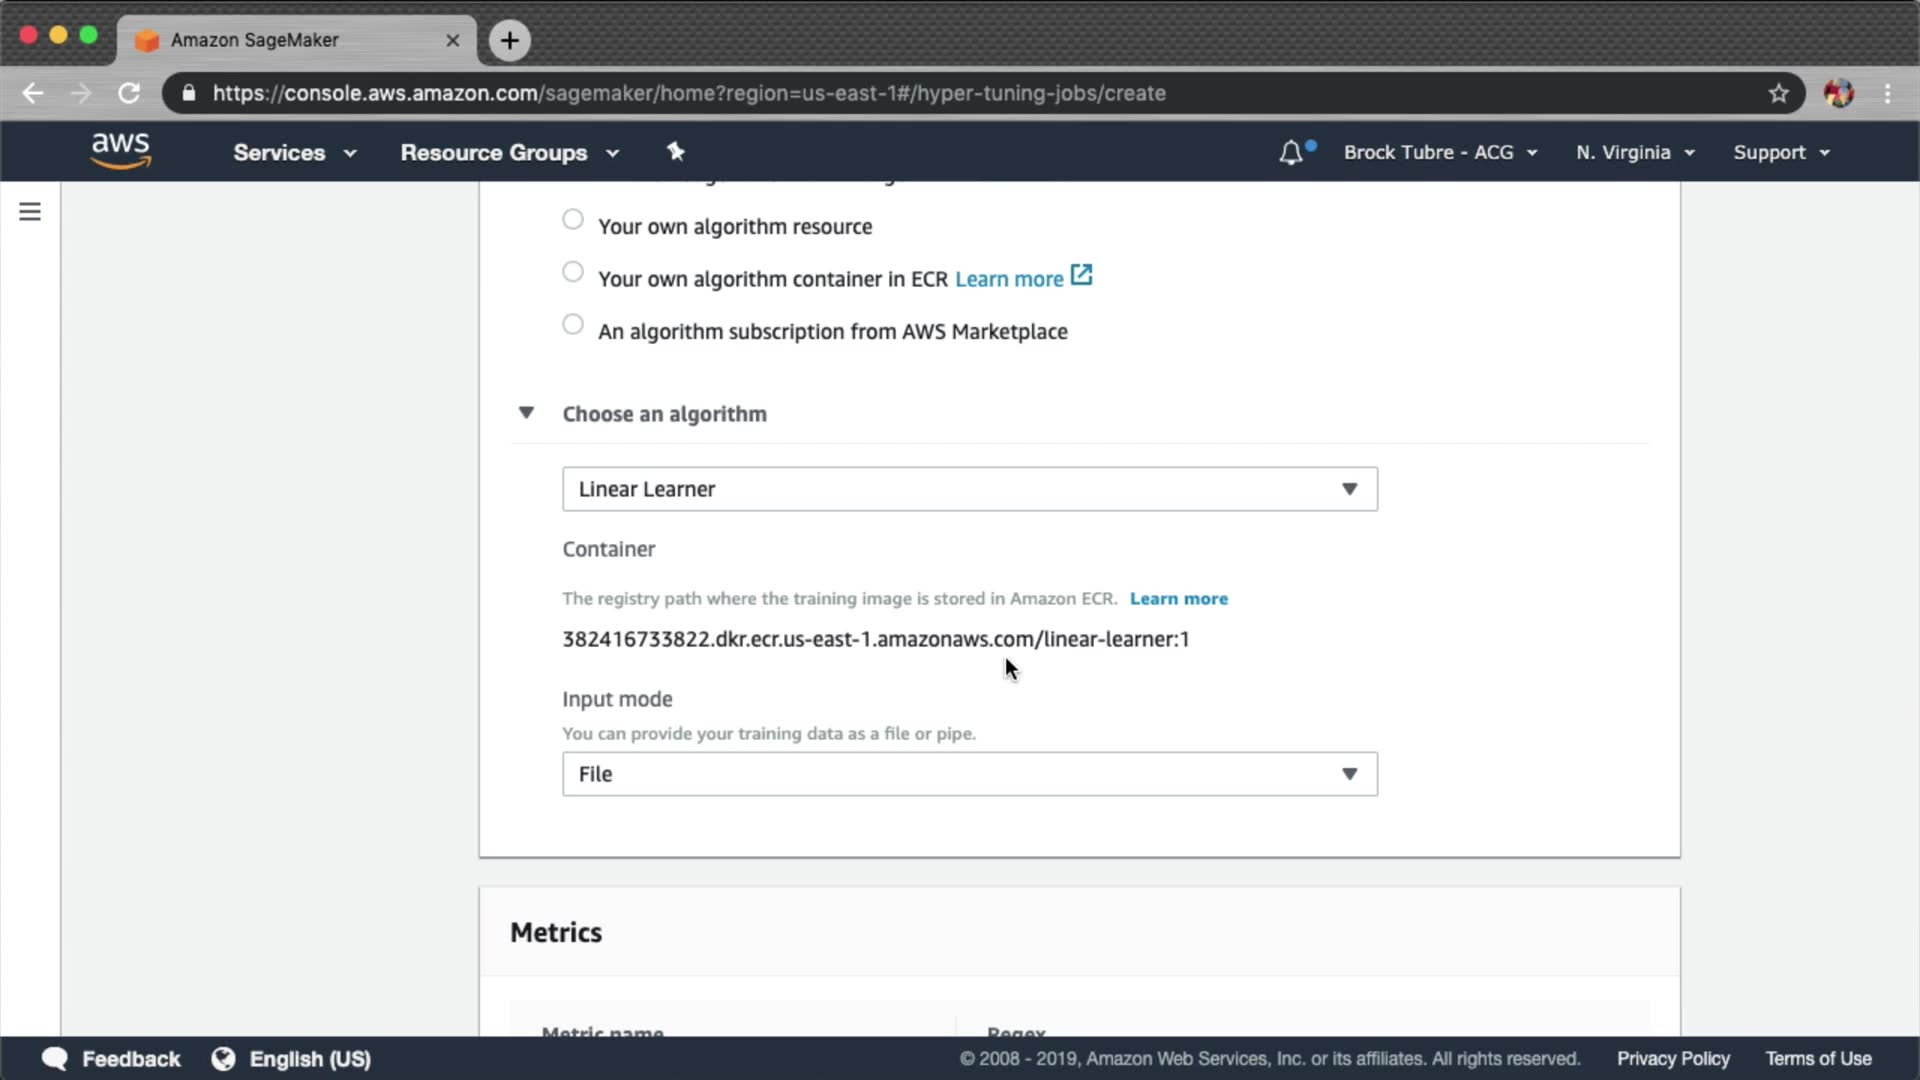 Amazon SageMaker
https://console.aws.amazon.com/sagemaker/home?region=us-east-1#/hyper-tuning-jobs/create
aws
Services
Resource Groups
Brock Tubre - ACG
N. Virginia
Support
Your own algorithm resource
Your own algorithm container in ECR Learn more
An algorithm subscription from AWS Marketplace
Choose an algorithm
Linear Learner
Container
The registry path where the training image is stored in Amazon ECR. Learn more
382416733822.dkr.ecr.us-east-1.amazonaws.com/linear-learner:1
Input mode
You can provide your training data as a file or pipe.
File
Metrics
Metric name
Regex
Feedback
English (US)
© 2008 - 2019, Amazon Web Services, Inc. or its affiliates. All rights reserved.
Privacy Policy
Terms of Use